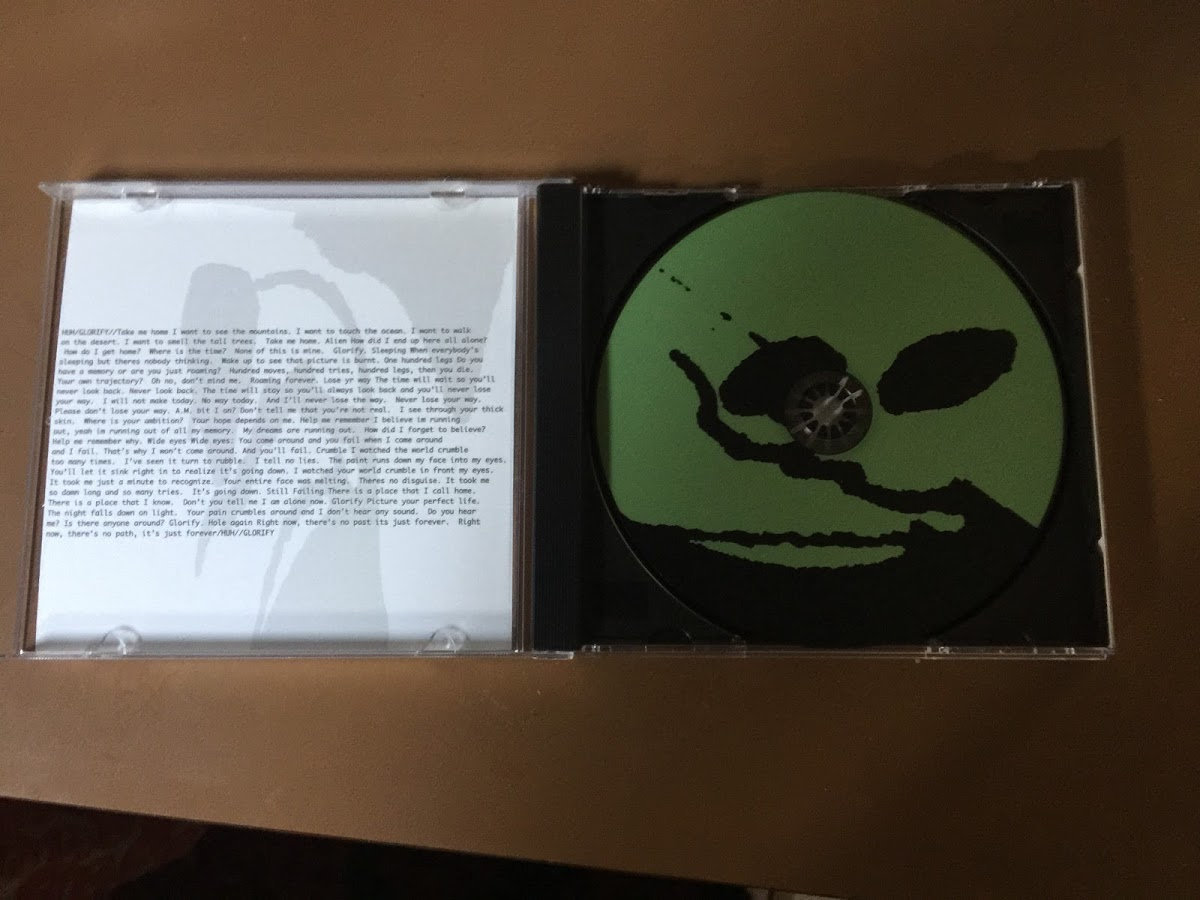 HUH/GLORIFY//Take me home I want to see the mountains. I want to touch the ocean. I want to walk
on the desert. I want to smell the tall trees.  Take me home. Alien How did I end up here all alone?
How do I get home?  Where is the time?  None of this is mine.  Glorify. Sleeping When everybody's
sleeping but theres nobody thinking.  Wake up to see that picture is burnt. One hundred legs Do you
have a memory or are you just roaming?  Hundred moves, hundred tries, hundred legs, then you die.
Your own trajectory?  Oh no, don't mind me.  Roaming forever. Lose yr way The time will wait so you'll
never look back. Never look back. The time will stay so you'll always look back and you'll never lose
your way.  I will not make today. No way today.  And I'll never lose the way.  Never lose your way.
Please don't lose your way. A.M. bit I on? Don't tell me that you're not real.  I see through your thick
skin.  Where is your ambition?  Your hope depends on me. Help me remember I believe im running
out, yeah im running out of all my memory.  My dreams are running out.  How did I forget to believe?
Help me remember why. Wide eyes Wide eyes: You come around and you fail when I come around
and I fail. That's why I won't come around. And you'll fail. Crumble I watched the world crumble
too many times.  I've seen it turn to rubble.  I tell no lies.  The paint runs down my face into my eyes.
You'll let it sink right in to realize it's going down. I watched your world crumble in front my eyes.
It took me just a minute to recognize.  Your entire face was melting.  Theres no disguise. It took me
so damn long and so many tries.  It's going down. Still Failing There is a place that I call home.
There is a place that I know.  Don't you tell me I am alone now. Glorify Picture your perfect life.
The night falls down on light.  Your pain crumbles around and I don't hear any sound.  Do you hear
me? Is there anyone around? Glorify. Hole again Right now, there's no past its just forever.  Right
now, there's no path, it's just forever/HUH//GLORIFY